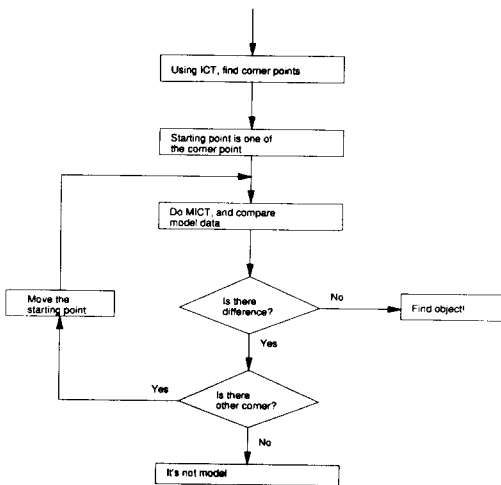 Using ICT, find corner points
Starting point is one of
the corner point
Do MICT, and compare
model data
Is there
difference?
No
Find object!
Yes
Move the
starting point
Yes
Is there
other corner?
No
It's not model